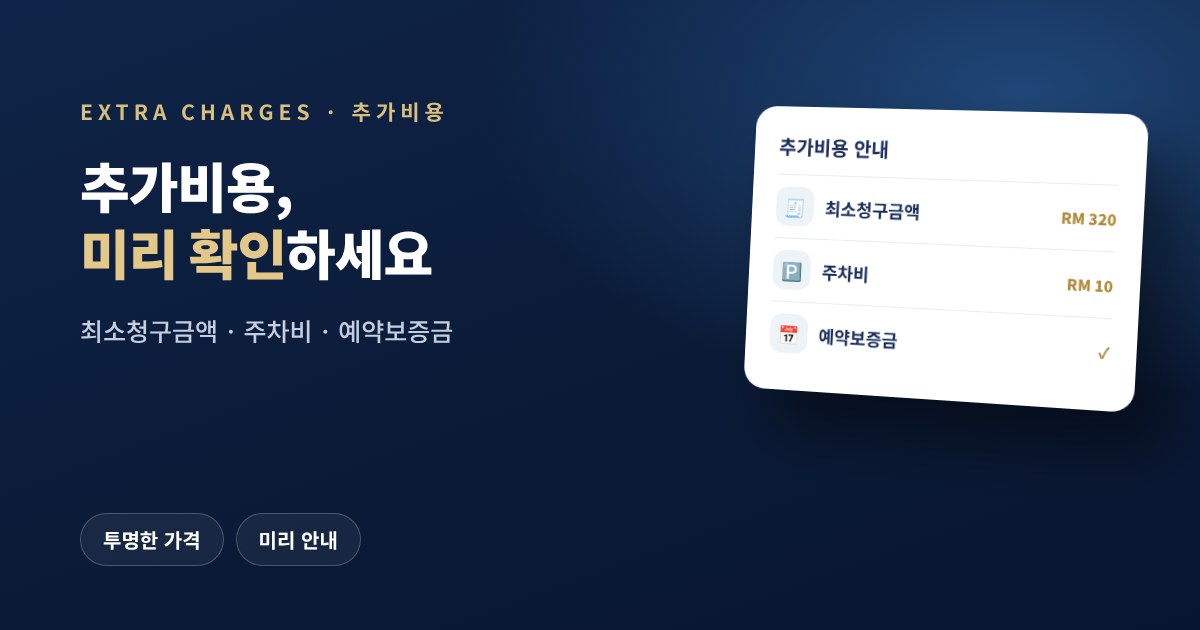 EXTRA CHARGES · 추가비용
추가비용,
미리 확인하세요
최소청구금액 · 주차비 · 예약보증금
투명한 가격
미리 안내
추가비용 안내
최소청구금액 RM 320
주차비 RM 10
예약보증금 ✓